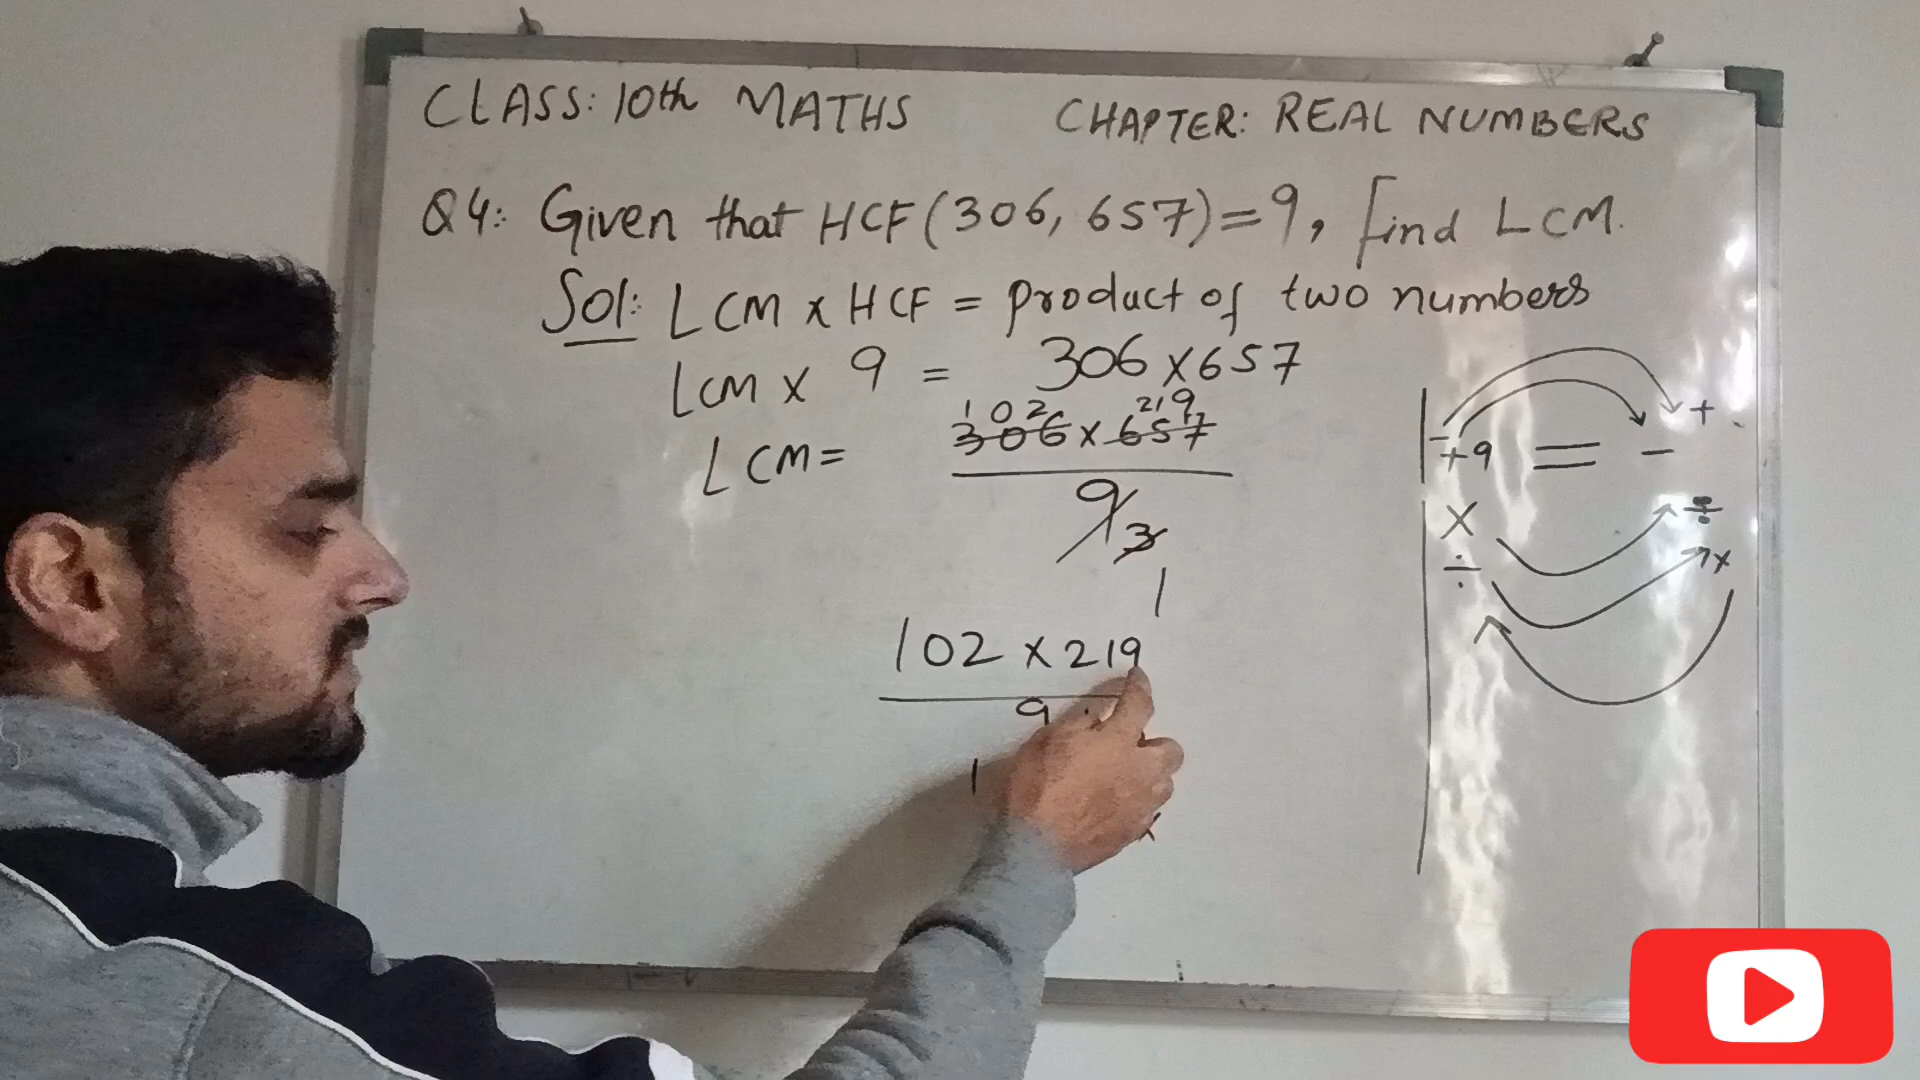 CLASS: 10th MATHS CHAPTER: REAL NUMBERS
Q4: Given that HCF(306, 657)=9, find LCM.
Sol: LCM x HCF = product of two numbers
LCM x 9 = 306 x 657
102 219
LCM = 306 x 657
9 3
1
102 x 219
9
1
+
- +9 = -
x ÷
÷ x